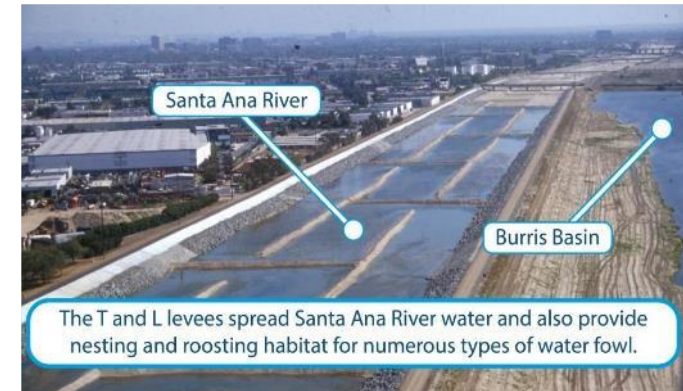 Santa Ana River
Burris Basin
The T and L levees spread Santa Ana River water and also provide
nesting and roosting habitat for numerous types of water fowl.